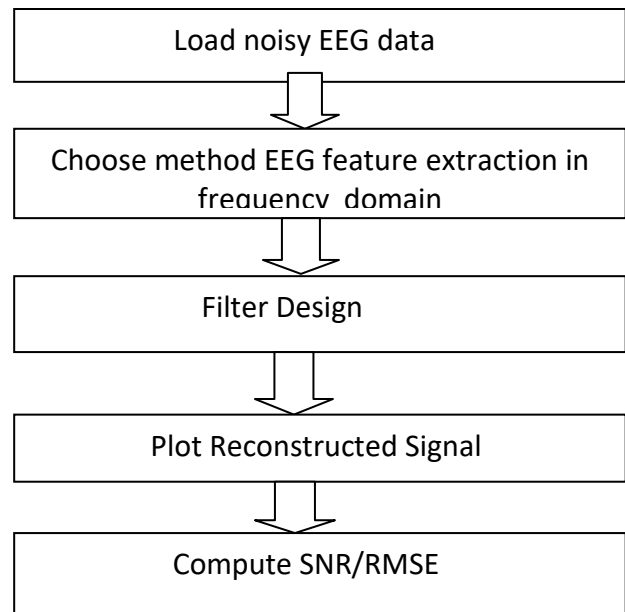 Load noisy EEG data
Choose method EEG feature extraction in
frequency domain
Filter Design
Plot Reconstructed Signal
Compute SNR/RMSE